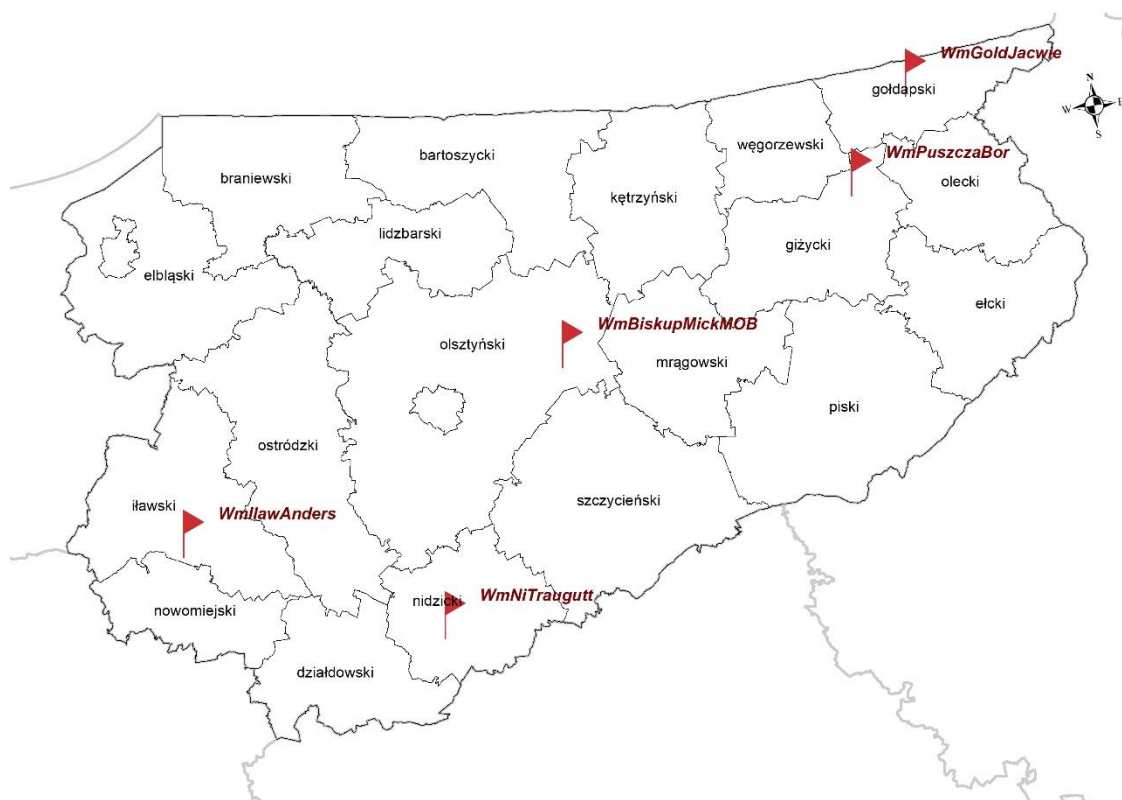 WmGoldJacwie
gołdapski
N
W
E
S
bartoszycki
węgorzewski
WmPuszczaBor
braniewski
olecki
kętrzyński
lidzbarski
giżycki
elbląski
ełcki
WmBiskupMickMOB
olsztyński
mrągowski
piski
ostródzki
szczycieński
iławski
WmIlawAnders
WmNiTraugutt
nidzicki
nowomiejski
działdowski